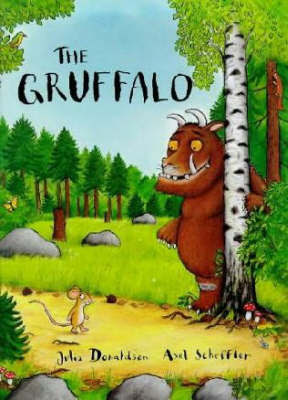 THE
GRUFFALO
Julia Donaldson Axel Scheffler